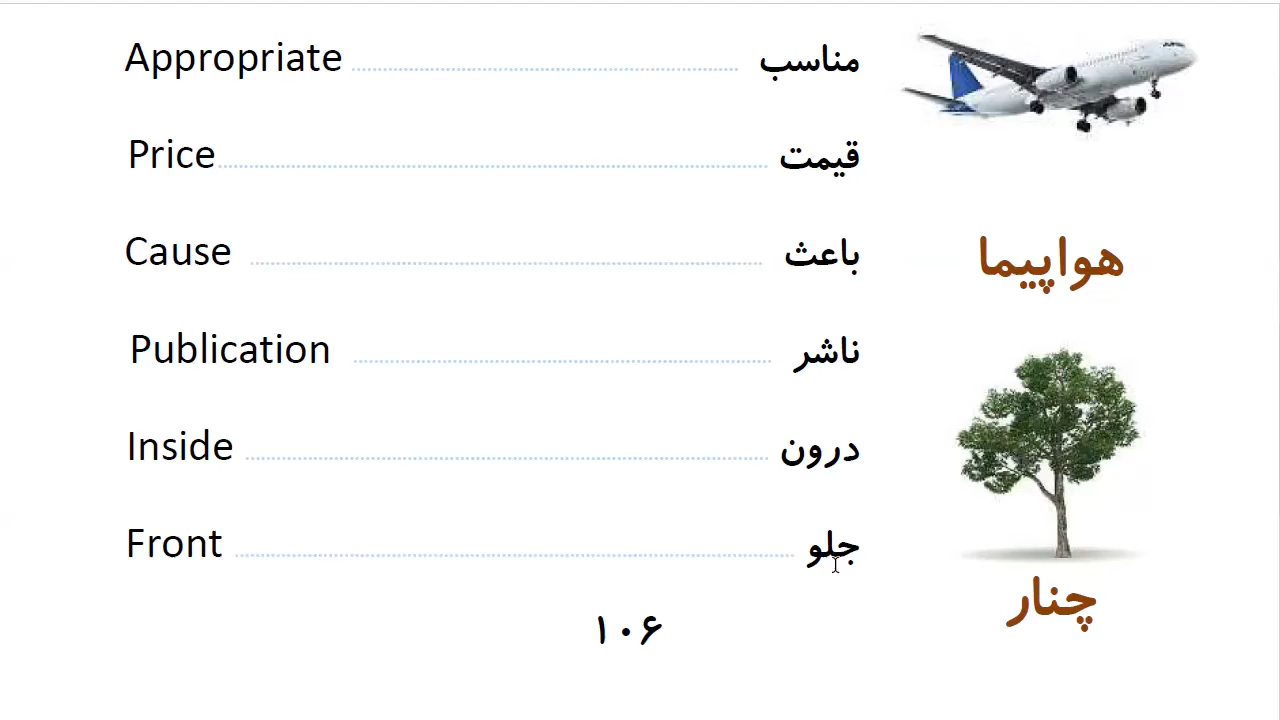 Appropriate ........ مناسب
Price ........ قیمت
Cause ........ باعث
Publication ........ ناشر
Inside ........ درون
Front ........ جلو
هواپیما
چنار
۱۰۶